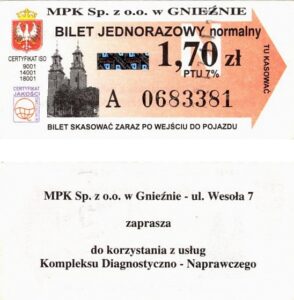 MPK Sp. z o.o. w GNIEŹNIE
BILET JEDNORAZOWY normalny
CERTYFIKAT ISO
9001
14001
18001
1,70 zł
PTU 7%
TU KASOWAĆ
CERTYFIKAT
JAKOŚCI
A 0683381
BILET SKASOWAĆ ZARAZ PO WEJŚCIU DO POJAZDU
MPK Sp. z o.o. w Gnieźnie - ul. Wesoła 7
zaprasza
do korzystania z usług
Kompleksu Diagnostyczno - Naprawczego